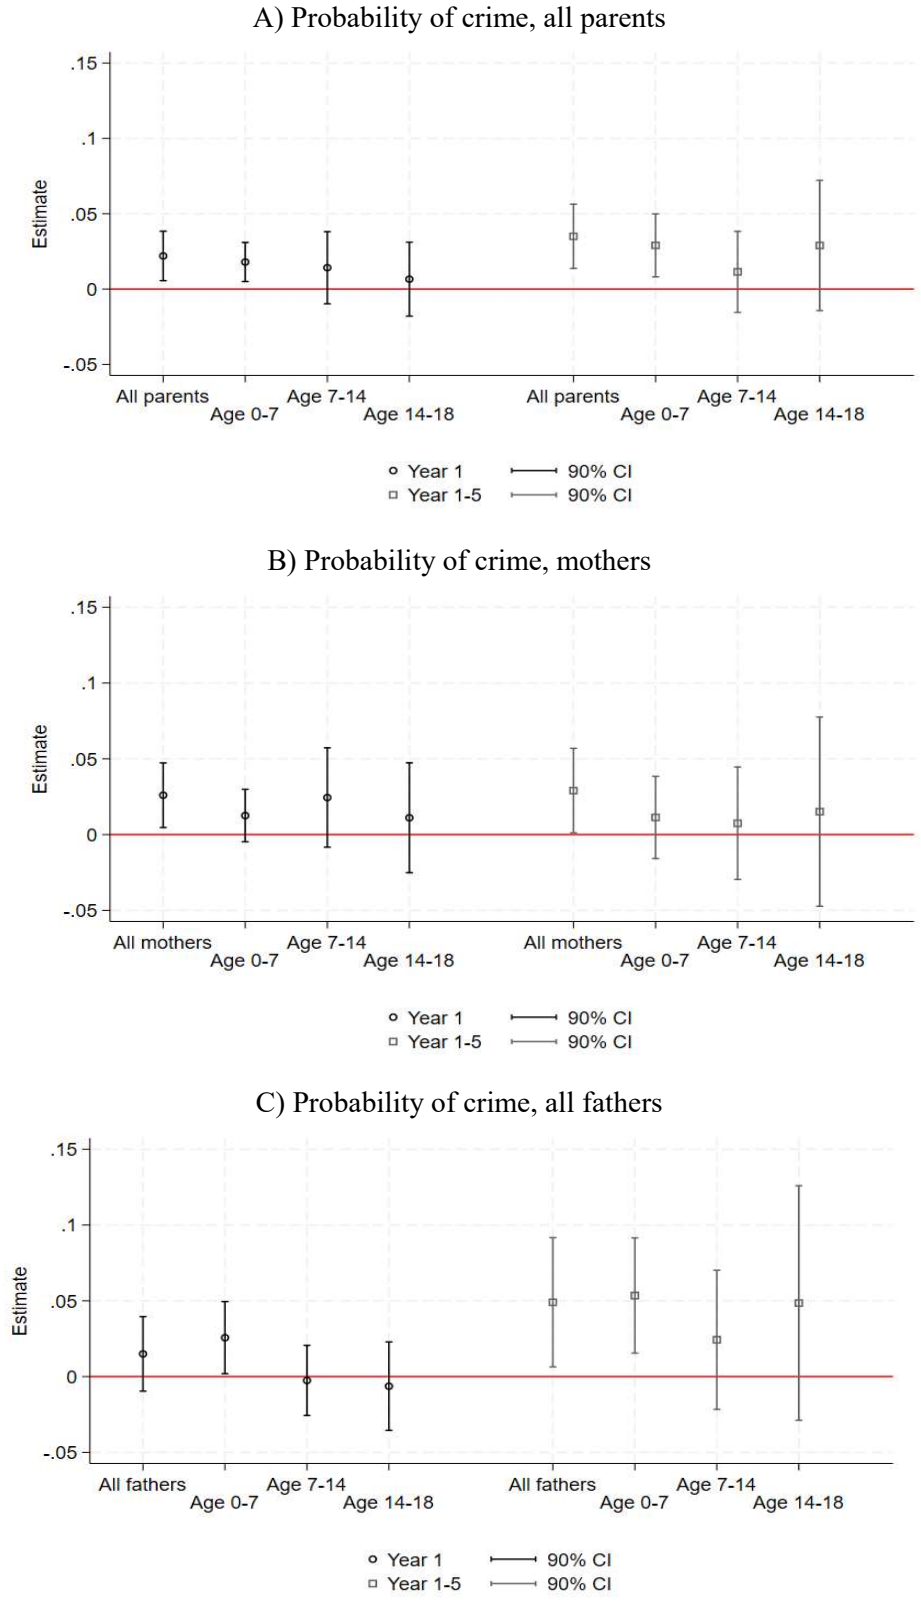 A) Probability of crime, all parents
.15
.1
.05
0
-.05
Estimate
All parents Age 7-14 All parents Age 7-14
Age 0-7 Age 14-18 Age 0-7 Age 14-18
Year 1 90% CI
Year 1-5 90% CI
B) Probability of crime, mothers
.15
.1
.05
0
-.05
Estimate
All mothers Age 7-14 All mothers Age 7-14
Age 0-7 Age 14-18 Age 0-7 Age 14-18
Year 1 90% CI
Year 1-5 90% CI
C) Probability of crime, all fathers
.15
.1
.05
0
-.05
Estimate
All fathers Age 7-14 All fathers Age 7-14
Age 0-7 Age 14-18 Age 0-7 Age 14-18
Year 1 90% CI
Year 1-5 90% CI